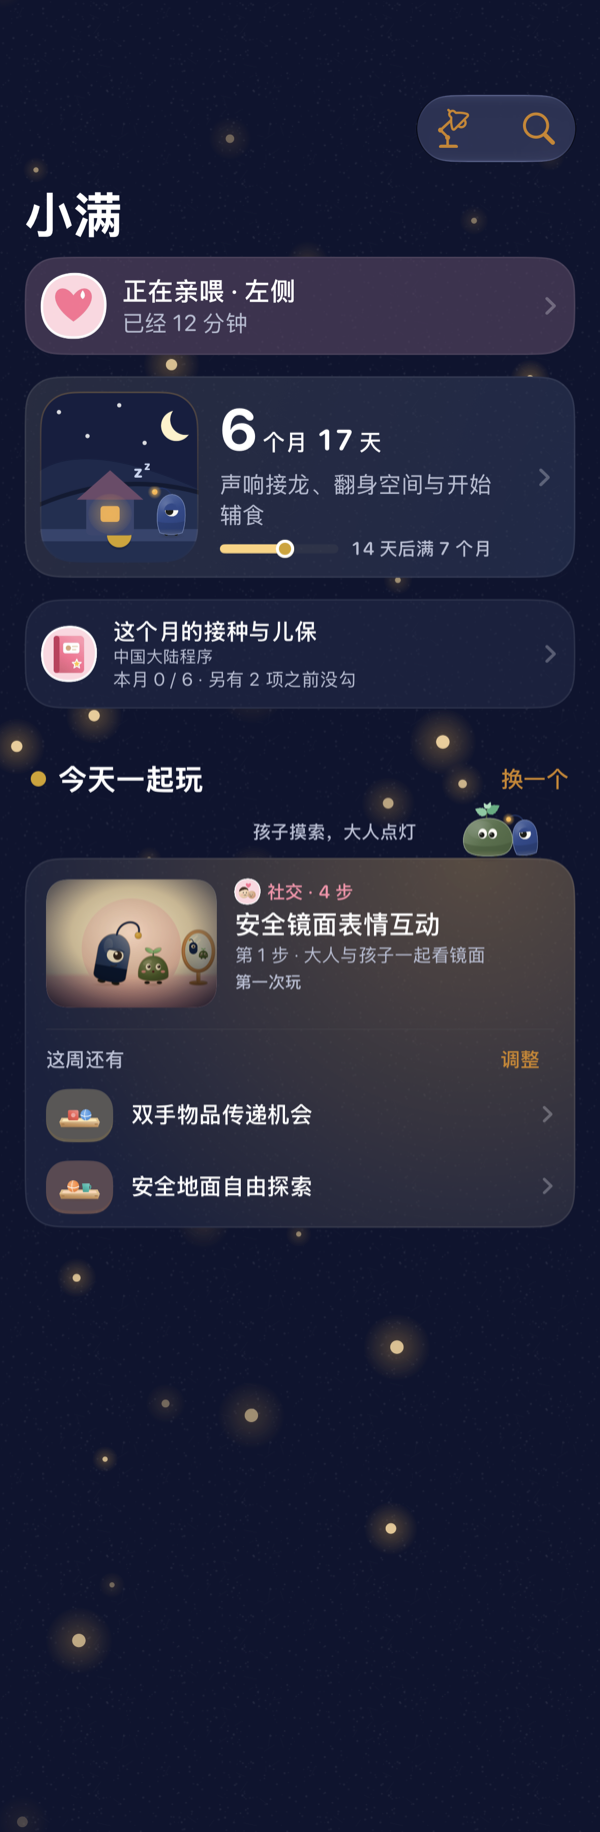 小满
正在亲喂 · 左侧
已经 12 分钟
6 个月 17 天
声响接龙、翻身空间与开始
辅食
14 天后满 7 个月
这个月的接种与儿保
中国大陆程序
本月 0 / 6 · 另有 2 项之前没勾
今天一起玩
换一个
孩子摸索，大人点灯
社交 · 4 步
安全镜面表情互动
第 1 步 · 大人与孩子一起看镜面
第一次玩
这周还有
调整
双手物品传递机会
安全地面自由探索